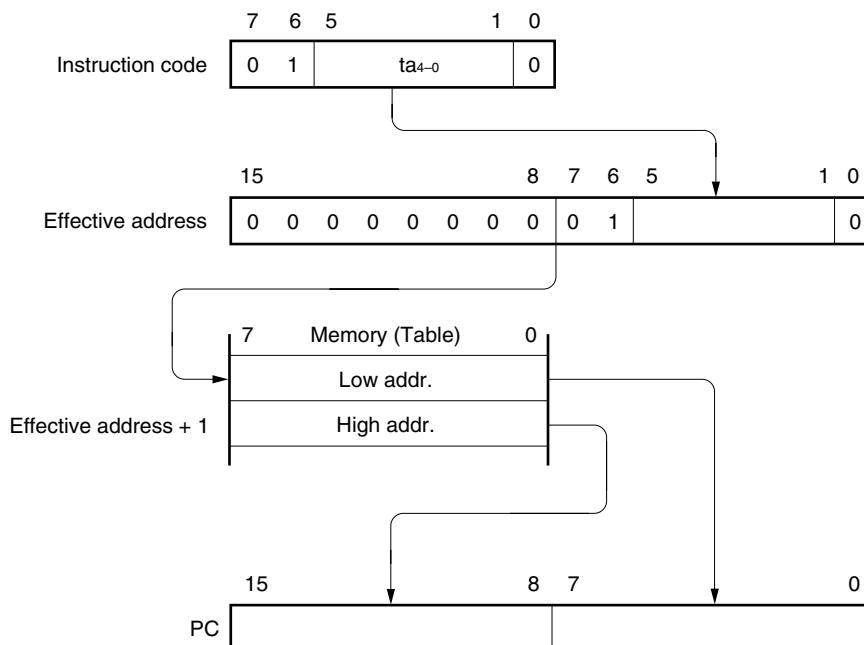 7 6 5 1 0
Instruction code 0 1 ta4–0 0
15 8 7 6 5 1 0
Effective address 0 0 0 0 0 0 0 0 0 1 0
7 Memory (Table) 0
Low addr.
Effective address + 1 High addr.
15 8 7 0
PC